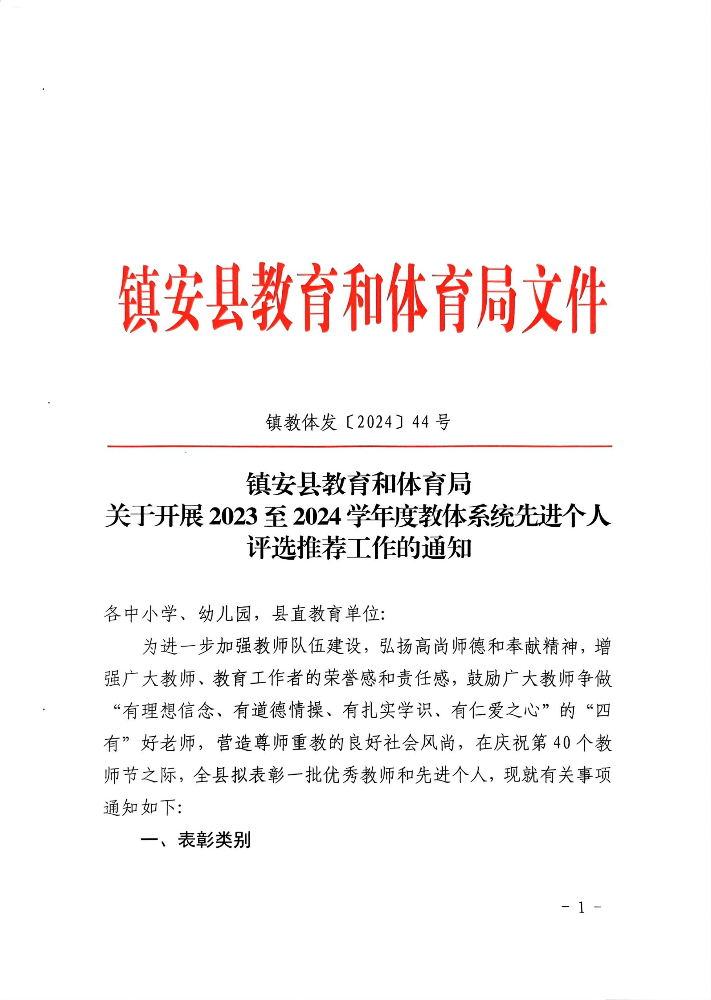 镇安县教育和体育局文件
镇教体发〔2024〕44 号
镇安县教育和体育局
关于开展 2023 至 2024 学年度教体系统先进个人
评选推荐工作的通知
各中小学、幼儿园，县直教育单位:
为进一步加强教师队伍建设，弘扬高尚师德和奉献精神，增
强广大教师、教育工作者的荣誉感和责任感，鼓励广大教师争做
“有理想信念、有道德情操、有扎实学识、有仁爱之心”的“四
有”好老师，营造尊师重教的良好社会风尚，在庆祝第 40 个教
师节之际，全县拟表彰一批优秀教师和先进个人，现就有关事项
通知如下:
一、表彰类别
- 1 -